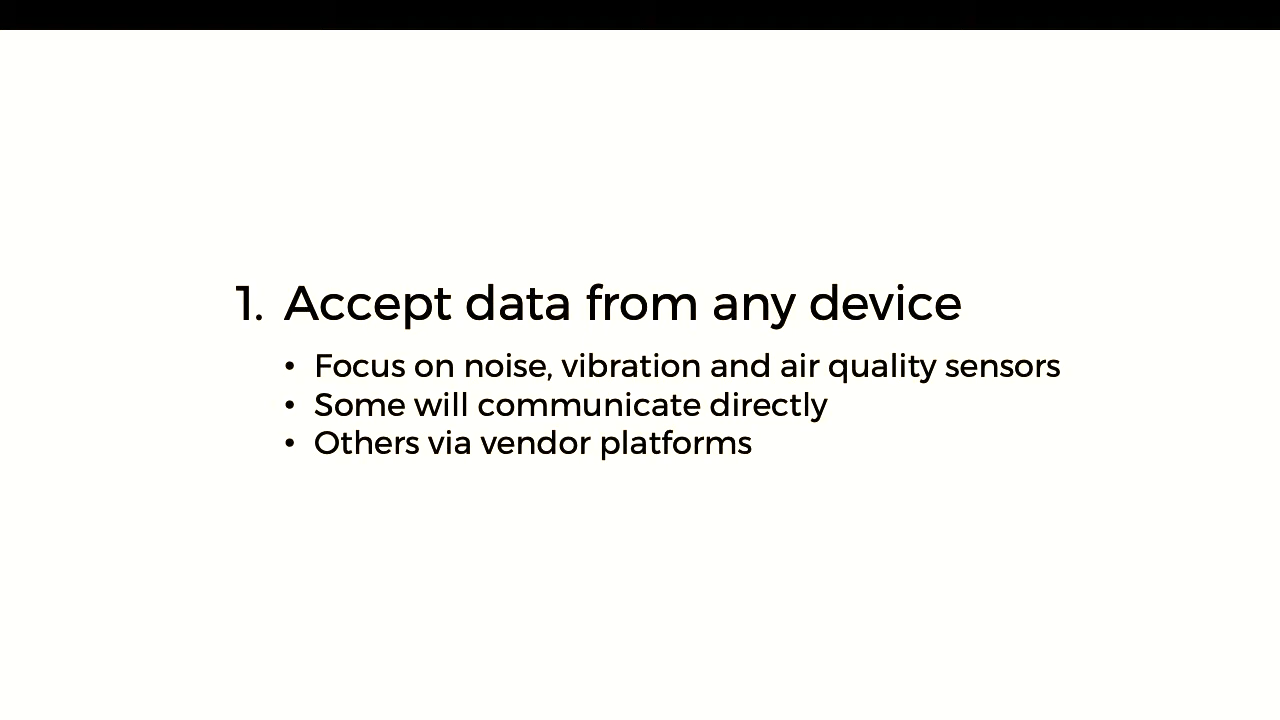 1. Accept data from any device
• Focus on noise, vibration and air quality sensors
• Some will communicate directly
• Others via vendor platforms